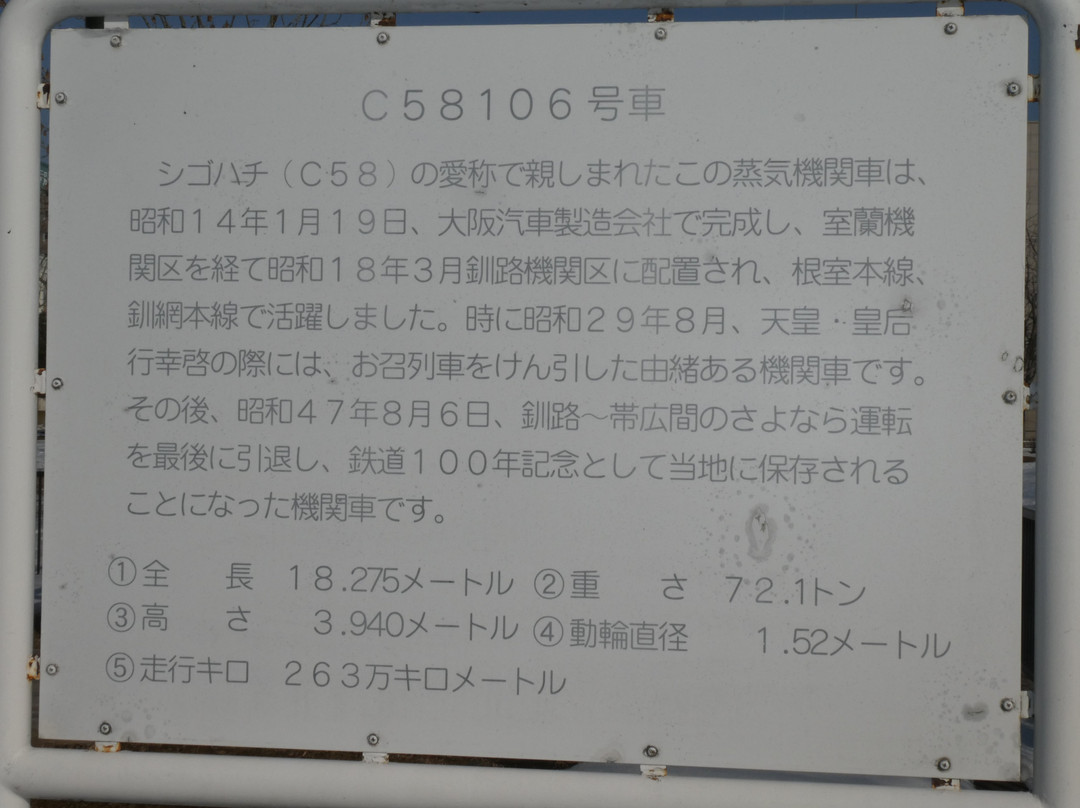 C58106号車
シゴハチ(C58)の愛称で親しまれたこの蒸気機関車は、
昭和14年1月19日、大阪汽車製造会社で完成し、室蘭機
関区を経て昭和18年3月釧路機関区に配置され、根室本線、
釧網本線で活躍しました。時に昭和29年8月、天皇・皇后
行幸啓の際には、お召列車をけん引した由緒ある機関車です。
その後、昭和47年8月6日、釧路〜帯広間のさよなら運転
を最後に引退し、鉄道100年記念として当地に保存される
ことになった機関車です。
①全 長 18.275メートル ②重 さ 72.1トン
③高 さ 3.940メートル ④動輪直径 1.52メートル
⑤走行キロ 263万キロメートル